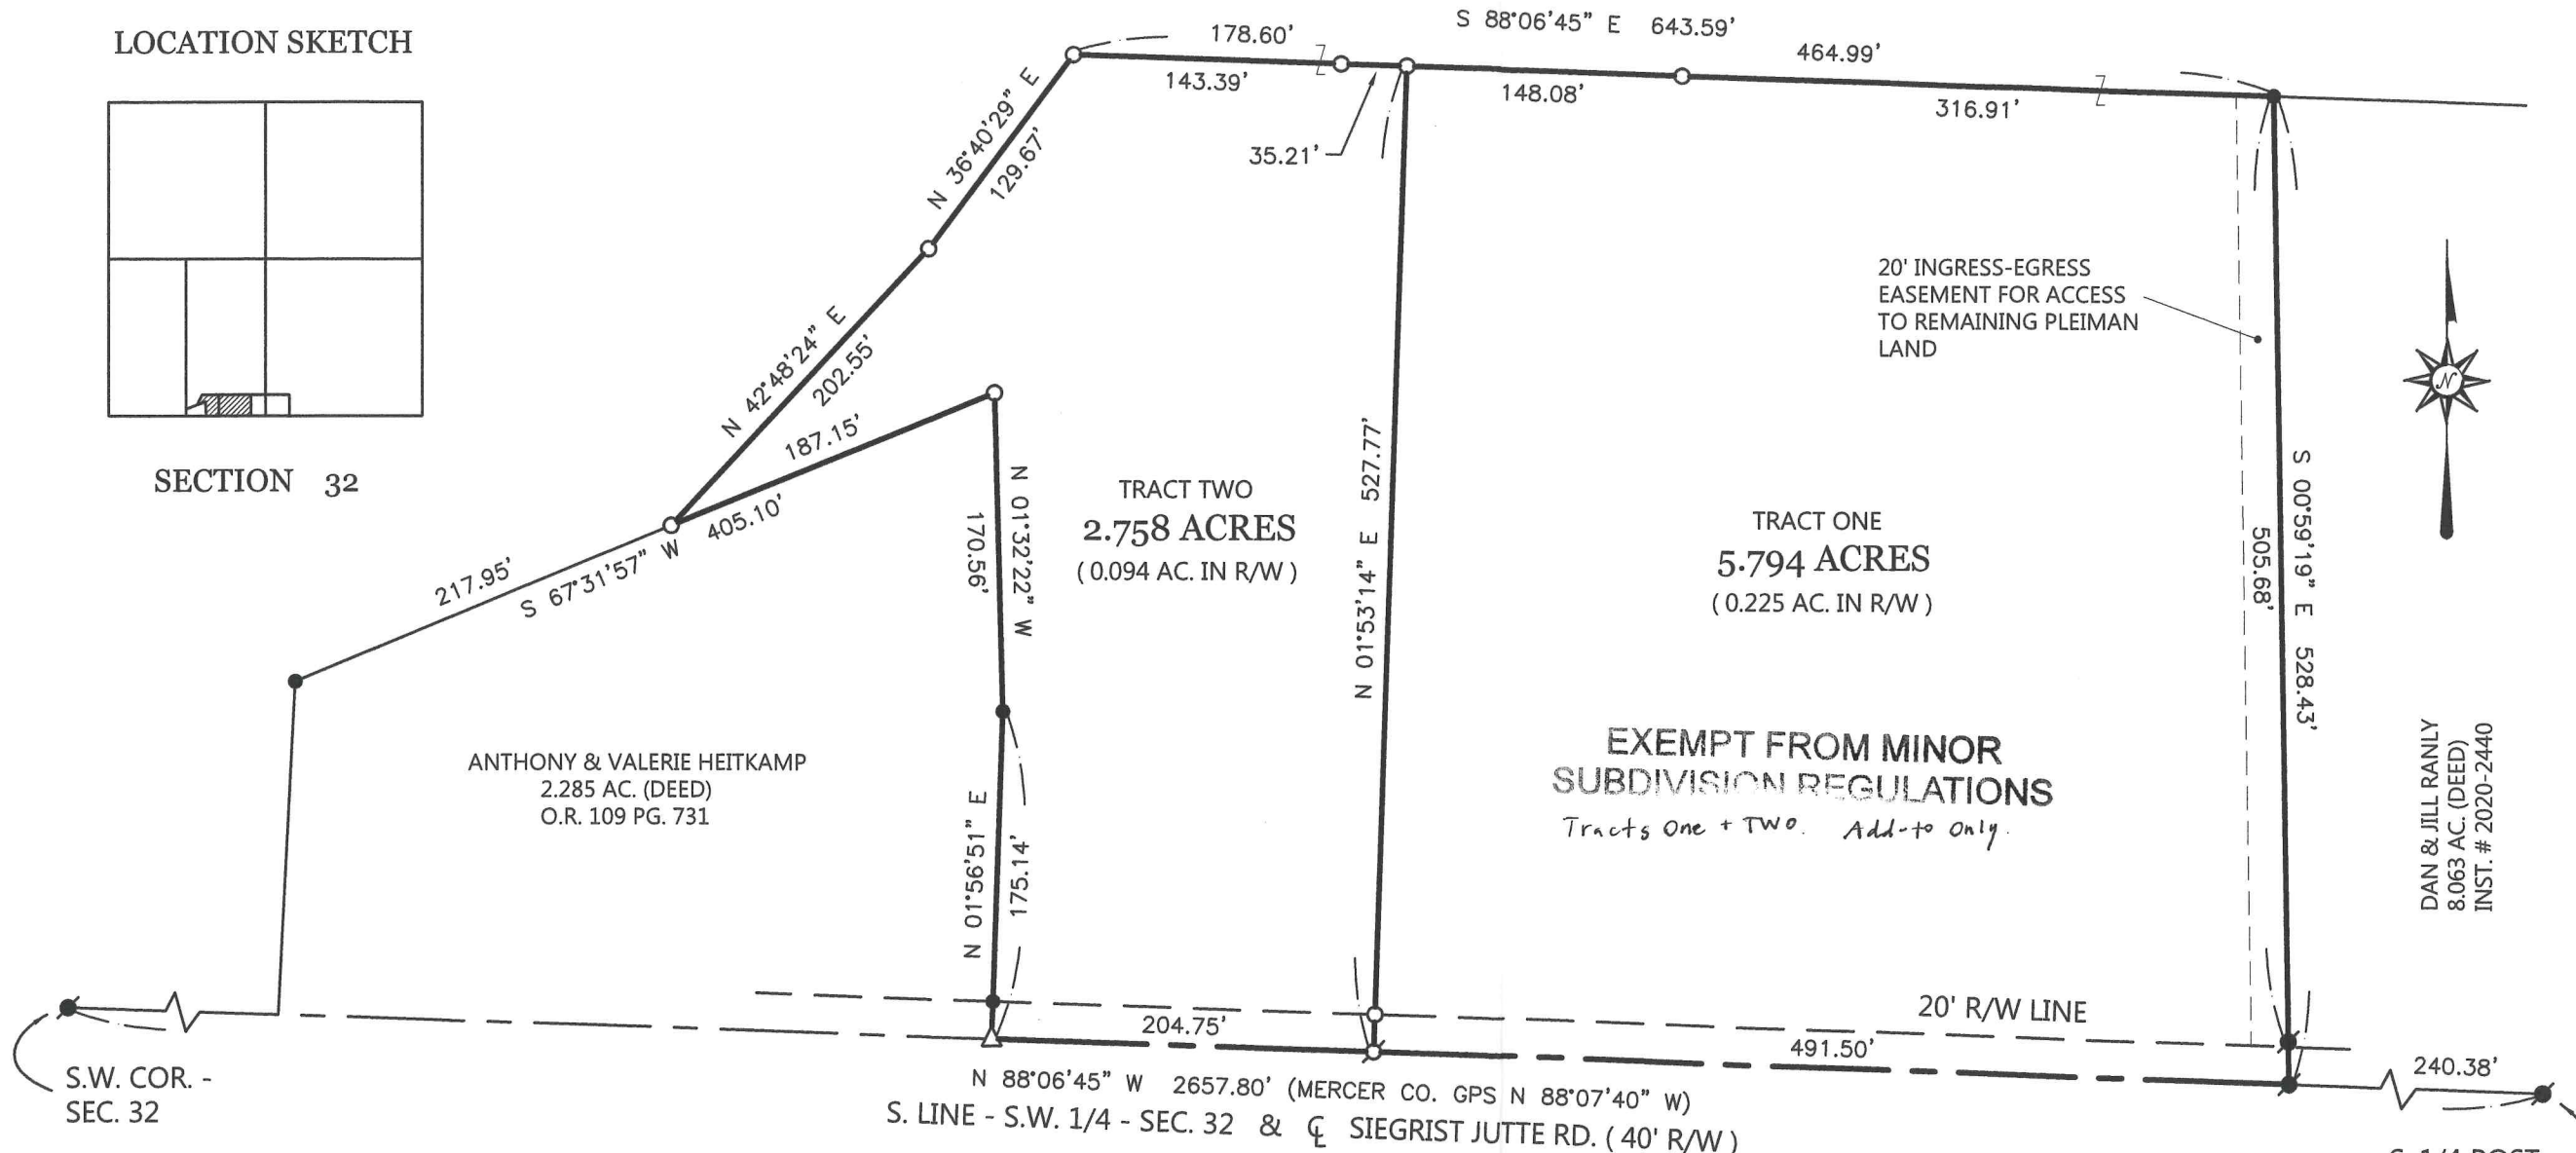 LOCATION SKETCH
SECTION 32
S 88°06'45" E 643.59'
178.60'
464.99'
143.39'
35.21'
148.08'
316.91'
N 36°40'29" E
129.67'
N 42°48'24" E
202.55'
187.15'
405.10'
217.95'
S 67°31'57" W
N 01°32'22" W
170.56'
TRACT TWO
2.758 ACRES
( 0.094 AC. IN R/W )
N 01°53'14" E 527.77'
TRACT ONE
5.794 ACRES
( 0.225 AC. IN R/W )
20' INGRESS-EGRESS
EASEMENT FOR ACCESS
TO REMAINING PLEIMAN
LAND
N
S 00°59'19" E 528.43'
505.68'
EXEMPT FROM MINOR
SUBDIVISION REGULATIONS
Tracts One + TWO. Add-to Only.
DAN & JILL RANLY
8.063 AC. (DEED)
INST. # 2020-2440
ANTHONY & VALERIE HEITKAMP
2.285 AC. (DEED)
O.R. 109 PG. 731
N 01°56'51" E
175.14'
20' R/W LINE
204.75'
491.50'
240.38'
S.W. COR. -
SEC. 32
N 88°06'45" W 2657.80' (MERCER CO. GPS N 88°07'40" W)
S. LINE - S.W. 1/4 - SEC. 32 & ℄ SIEGRIST JUTTE RD. ( 40' R/W )
S. 1/4 POST